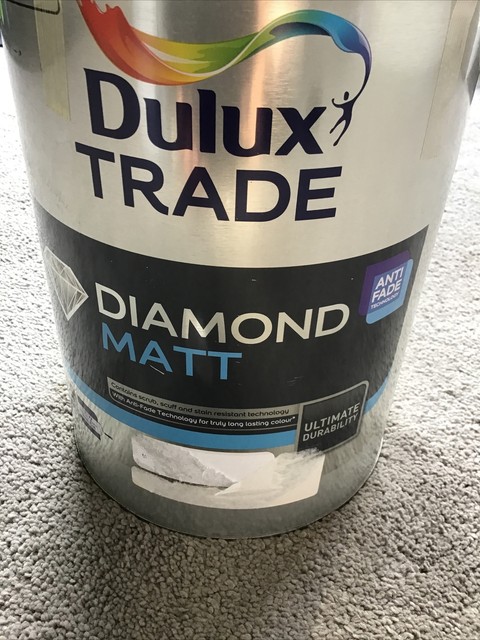 Dulux
TRADE
ANTI
FADE
TECHNOLOGY
DIAMOND
MATT
Contains scrub, scuff and stain resistant technology
With Anti-Fade Technology for truly long lasting colour*
ULTIMATE
DURABILITY